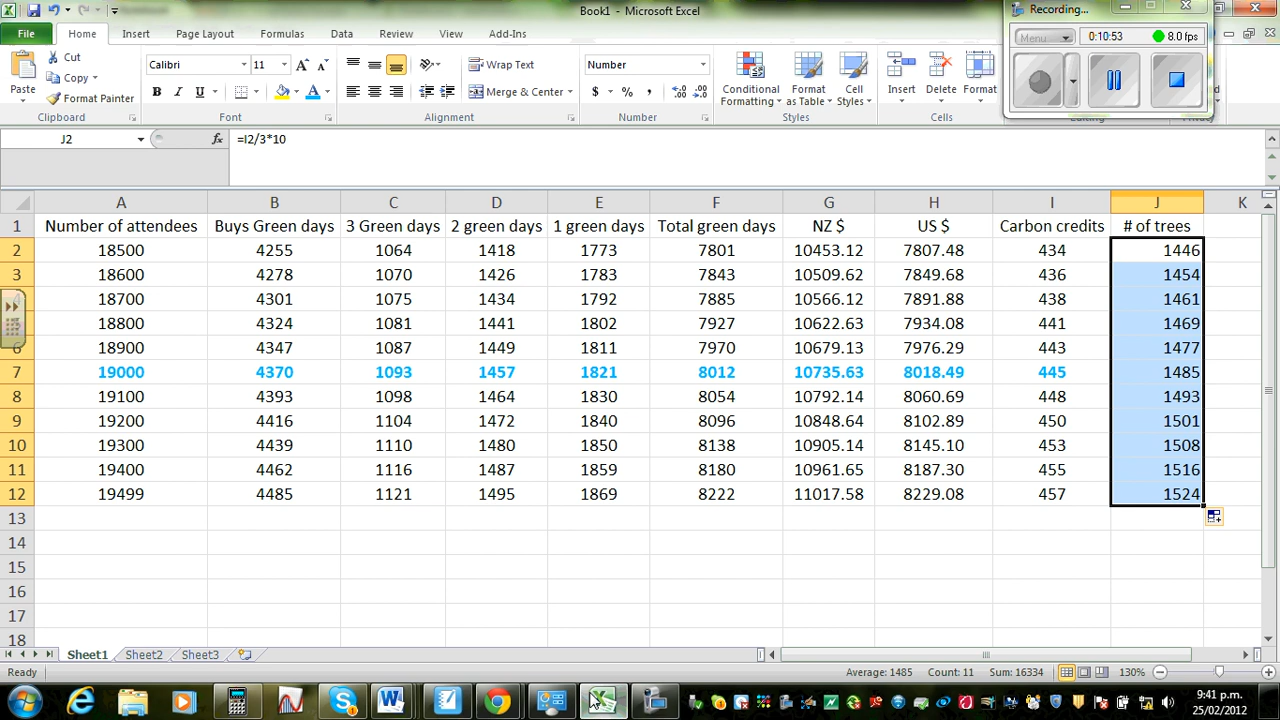 Book1 - Microsoft Excel
Recording...
File Home Insert Page Layout Formulas Data Review View Add-Ins
Menu 0:10:53 8.0 fps
Cut
Copy
Format Painter
Paste
Clipboard
Calibri 11
B I U
Font
Wrap Text
Merge & Center
Alignment
Number
$ % ,
Number
Conditional Formatting
Format as Table
Cell Styles
Styles
Insert Delete Format
Cells
Editing
J2 fx =I2/3*10
A B C D E F G H I J K
1 Number of attendees Buys Green days 3 Green days 2 green days 1 green days Total green days NZ $ US $ Carbon credits # of trees
2 18500 4255 1064 1418 1773 7801 10453.12 7807.48 434 1446
3 18600 4278 1070 1426 1783 7843 10509.62 7849.68 436 1454
18700 4301 1075 1434 1792 7885 10566.12 7891.88 438 1461
18800 4324 1081 1441 1802 7927 10622.63 7934.08 441 1469
6 18900 4347 1087 1449 1811 7970 10679.13 7976.29 443 1477
7 19000 4370 1093 1457 1821 8012 10735.63 8018.49 445 1485
8 19100 4393 1098 1464 1830 8054 10792.14 8060.69 448 1493
9 19200 4416 1104 1472 1840 8096 10848.64 8102.89 450 1501
10 19300 4439 1110 1480 1850 8138 10905.14 8145.10 453 1508
11 19400 4462 1116 1487 1859 8180 10961.65 8187.30 455 1516
12 19499 4485 1121 1495 1869 8222 11017.58 8229.08 457 1524
13
14
15
16
17
18
Sheet1 Sheet2 Sheet3
Ready Average: 1485 Count: 11 Sum: 16334 130%
9:41 p.m.
25/02/2012